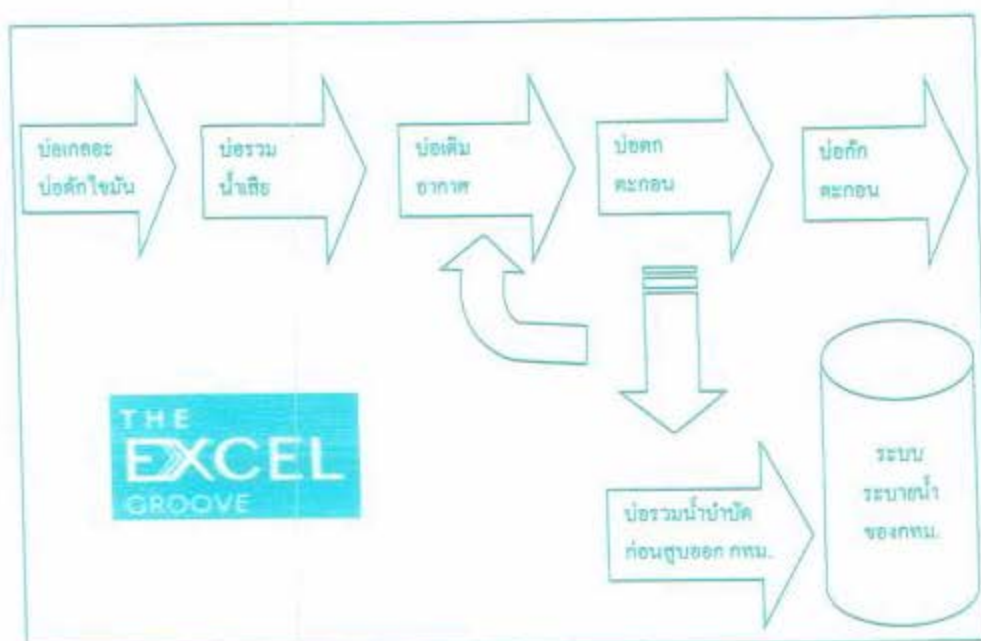 บ่อเกลอะ
บ่อดักไขมัน
บ่อรวม
น้ำเสีย
บ่อเติม
อากาศ
บ่อตก
ตะกอน
บ่อกัก
ตะกอน
THE
EXCEL
GROOVE
บ่อรวมน้ำบำบัด
ก่อนสูบออก กทม.
ระบบ
ระบายน้ำ
ของกทม.